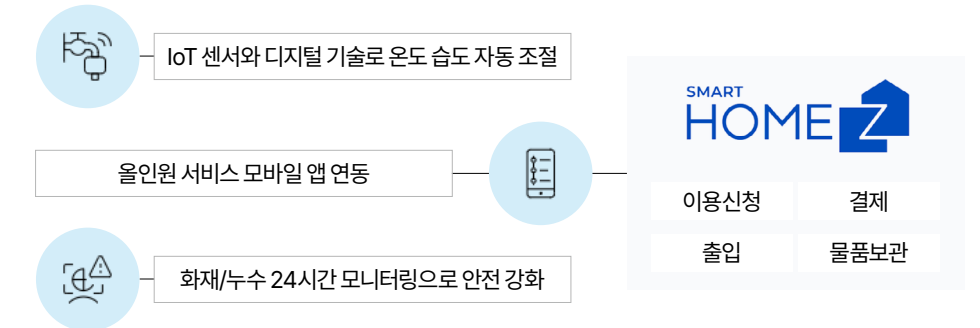 IoT 센서와 디지털 기술로 온도 습도 자동 조절
올인원 서비스 모바일 앱 연동
화재/누수 24시간 모니터링으로 안전 강화
SMART
HOME Z
이용신청 결제
출입 물품보관